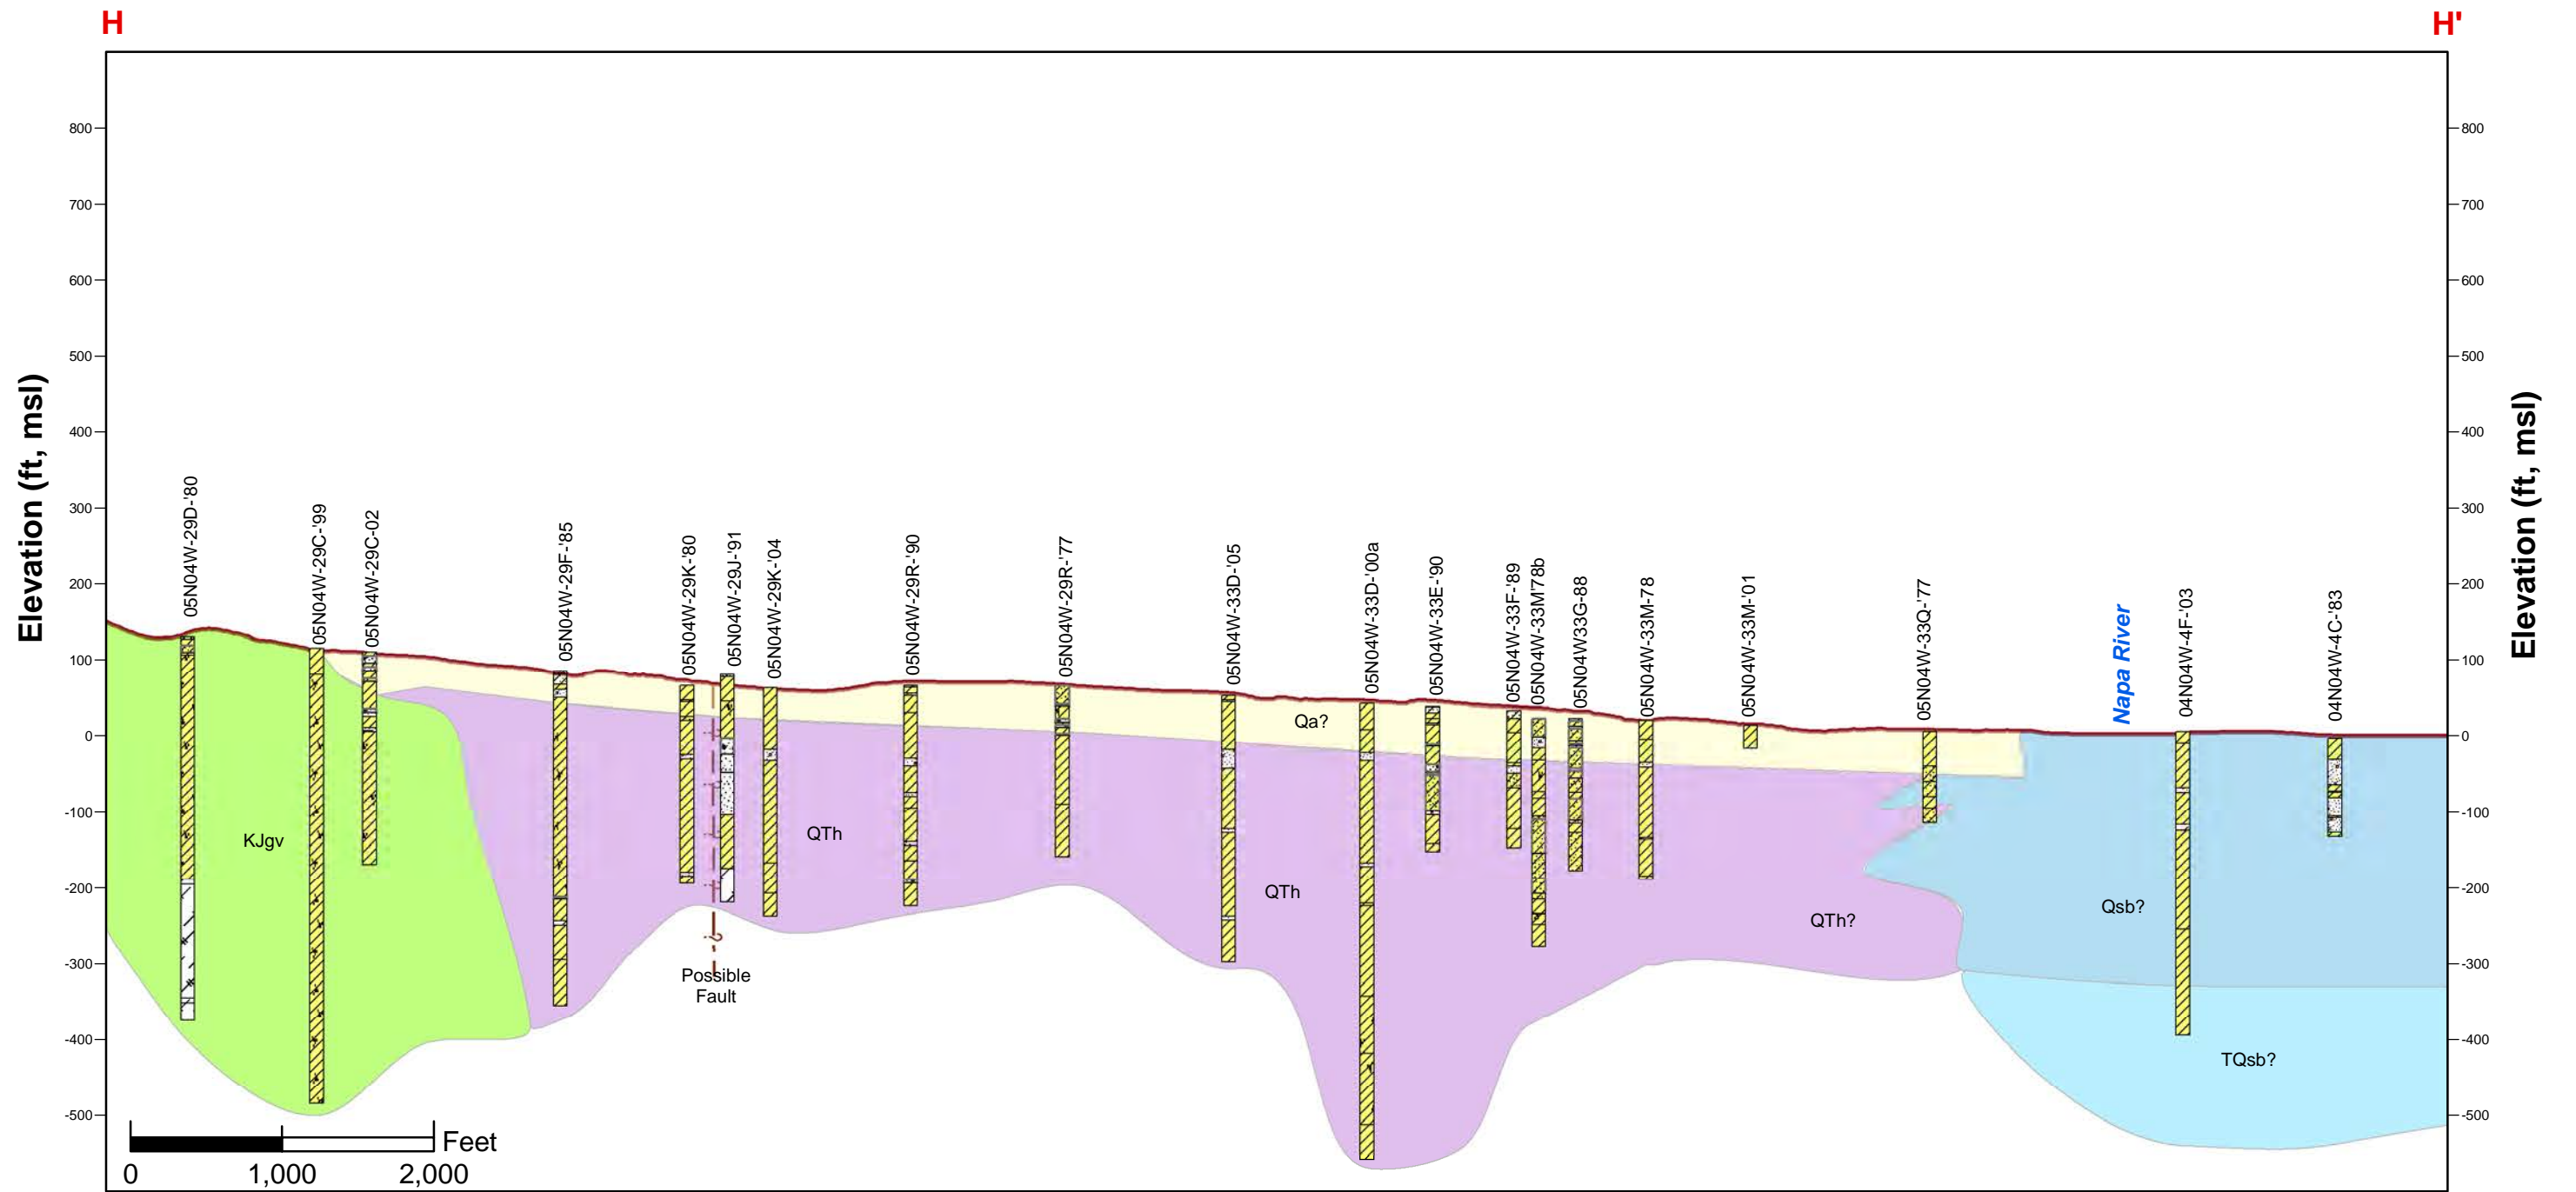 H
H'
800
700
600
500
400
300
200
100
0
-100
-200
-300
-400
-500
Elevation (ft, msl)
05N04W-29D-'80
05N04W-29C-'99
05N04W-29C-02
05N04W-29F-'85
05N04W-29K-'80
05N04W-29J-'91
05N04W-29K-'04
05N04W-29R-'90
05N04W-29R-'77
05N04W-33D-'05
05N04W-33D-'00a
05N04W-33E-'90
05N04W-33F-'89
05N04W-33M'78b
05N04W33G-88
05N04W-33M-78
05N04W-33M-'01
05N04W-33Q-'77
Napa River
04N04W-4F-'03
04N04W-4C-'83
Qa?
KJgv
QTh
QTh
QTh?
Qsb?
TQsb?
?
Possible
Fault
800
700
600
500
400
300
200
100
0
-100
-200
-300
-400
-500
Elevation (ft, msl)
Feet
0 1,000 2,000